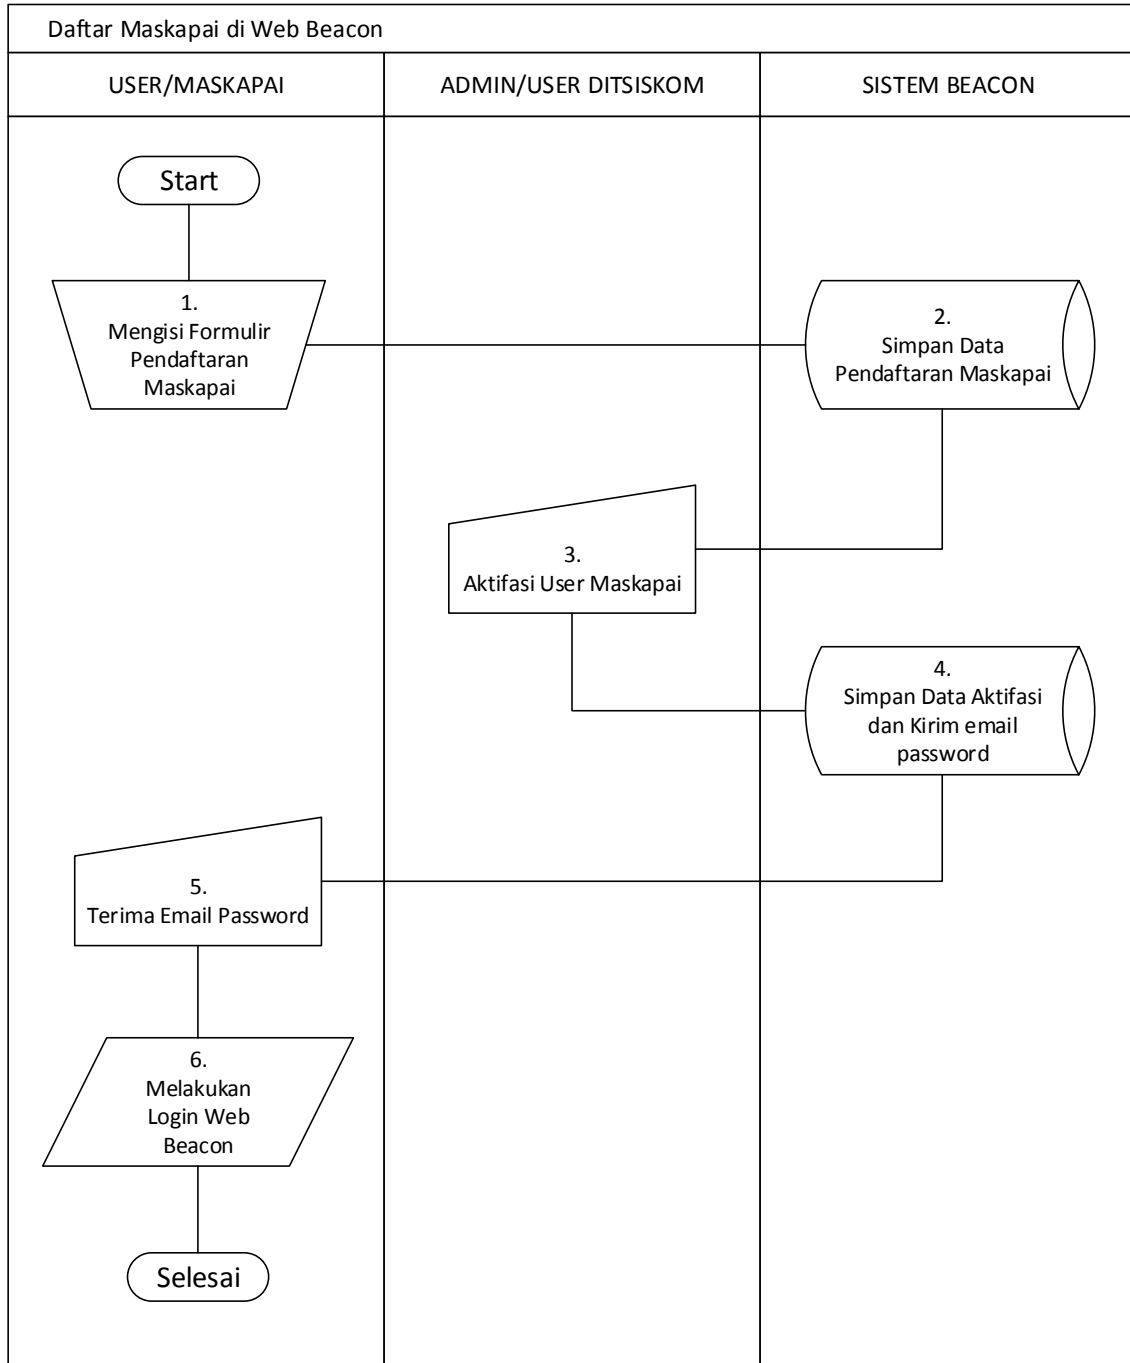 Daftar Maskapai di Web Beacon
USER/MASKAPAI
ADMIN/USER DITSISKOM
SISTEM BEACON
Start
1.
Mengisi Formulir
Pendaftaran
Maskapai
2.
Simpan Data
Pendaftaran Maskapai
3.
Aktifasi User Maskapai
4.
Simpan Data Aktifasi
dan Kirim email
password
5.
Terima Email Password
6.
Melakukan
Login Web
Beacon
Selesai